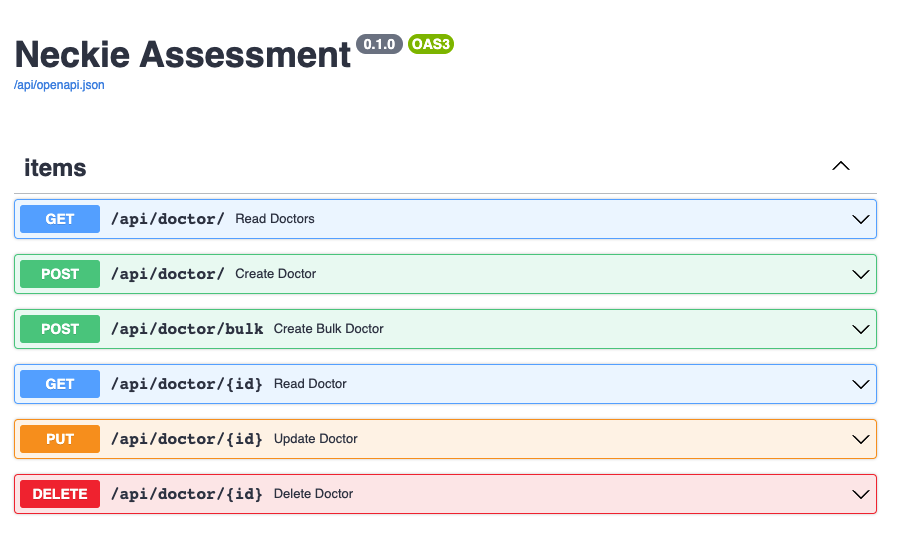 Neckie Assessment 0.1.0 OAS3
/api/openapi.json
items
GET /api/doctor/ Read Doctors
POST /api/doctor/ Create Doctor
POST /api/doctor/bulk Create Bulk Doctor
GET /api/doctor/{id} Read Doctor
PUT /api/doctor/{id} Update Doctor
DELETE /api/doctor/{id} Delete Doctor